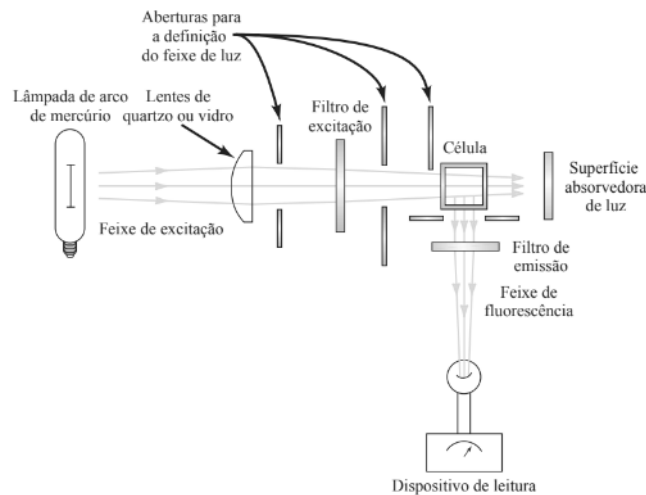 Aberturas para
a definição
do feixe de luz
Lâmpada de arco
de mercúrio
Lentes de
quartzo ou vidro
Filtro de
excitação
Célula
Superfície
absorvedora
de luz
Feixe de excitação
Filtro de
emissão
Feixe de
fluorescência
Dispositivo de leitura